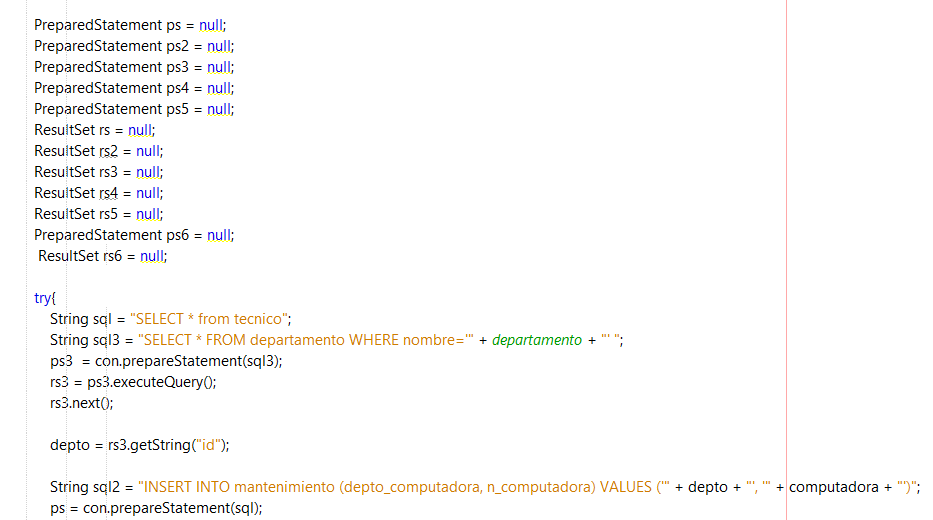 PreparedStatement ps = null;
PreparedStatement ps2 = null;
PreparedStatement ps3 = null;
PreparedStatement ps4 = null;
PreparedStatement ps5 = null;
ResultSet rs = null;
ResultSet rs2 = null;
ResultSet rs3 = null;
ResultSet rs4 = null;
ResultSet rs5 = null;
PreparedStatement ps6 = null;
ResultSet rs6 = null;
try{
String sql = "SELECT * from tecnico";
String sql3 = "SELECT * FROM departamento WHERE nombre='" + departamento + "' ";
ps3  = con.prepareStatement(sql3);
rs3 = ps3.executeQuery();
rs3.next();
depto = rs3.getString("id");
String sql2 = "INSERT INTO mantenimiento (depto_computadora, n_computadora) VALUES ('" + depto + "', '" + computadora + "')";
ps = con.prepareStatement(sql);